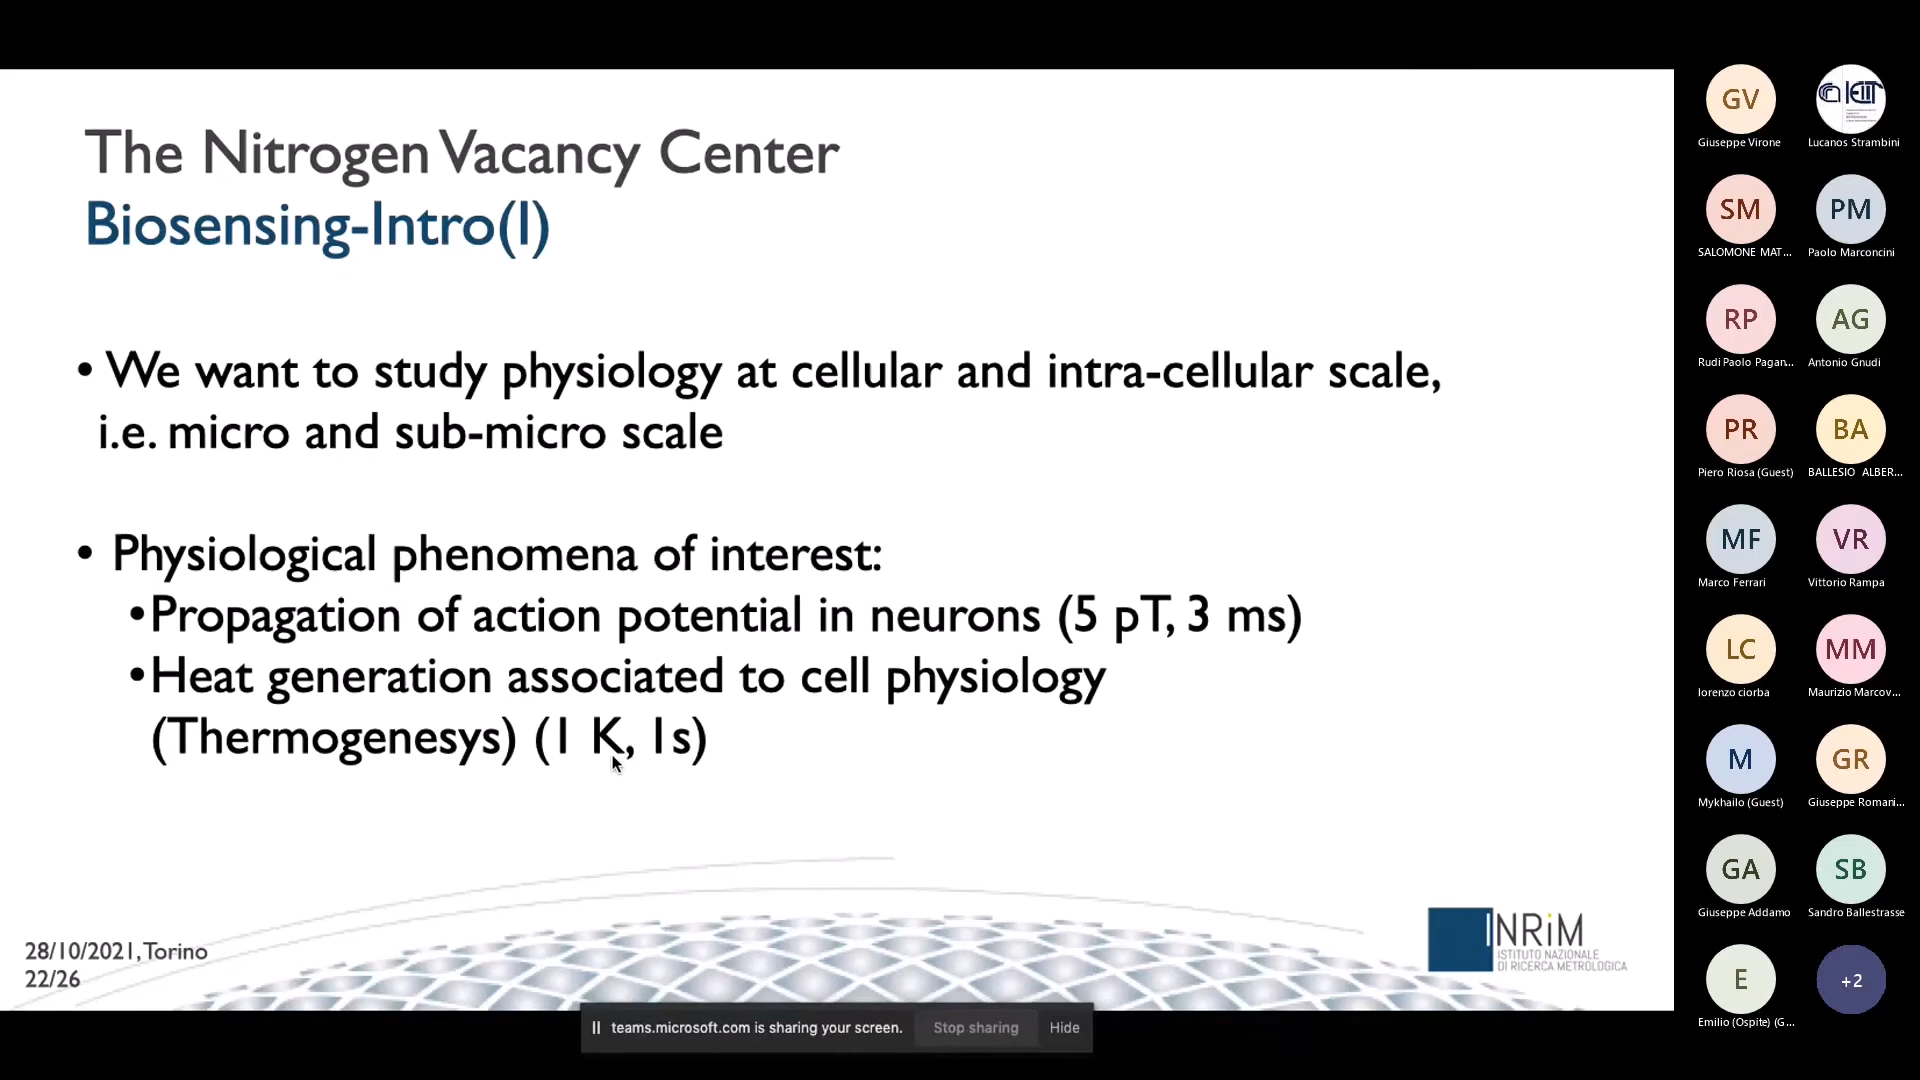 The Nitrogen Vacancy Center
Biosensing-Intro(I)
• We want to study physiology at cellular and intra-cellular scale,
i.e. micro and sub-micro scale
• Physiological phenomena of interest:
•Propagation of action potential in neurons (5 pT, 3 ms)
•Heat generation associated to cell physiology
(Thermogenesys) (1 K, 1s)
28/10/2021, Torino
22/26
INRiM
ISTITUTO NAZIONALE
DI RICERCA METROLOGICA
teams.microsoft.com is sharing your screen.
Stop sharing
Hide
GV
Giuseppe Virone
Lucanos Strambini
SM
SALOMONE MAT...
PM
Paolo Marconcini
RP
Rudi Paolo Pagan...
AG
Antonio Gnudi
PR
Piero Riosa (Guest)
BA
BALLESIO ALBER...
MF
Marco Ferrari
VR
Vittorio Rampa
LC
lorenzo ciorba
MM
Maurizio Marcov...
M
Mykhailo (Guest)
GR
Giuseppe Romani...
GA
Giuseppe Addamo
SB
Sandro Ballestrasse
E
Emilio (Ospite) (G...
+2